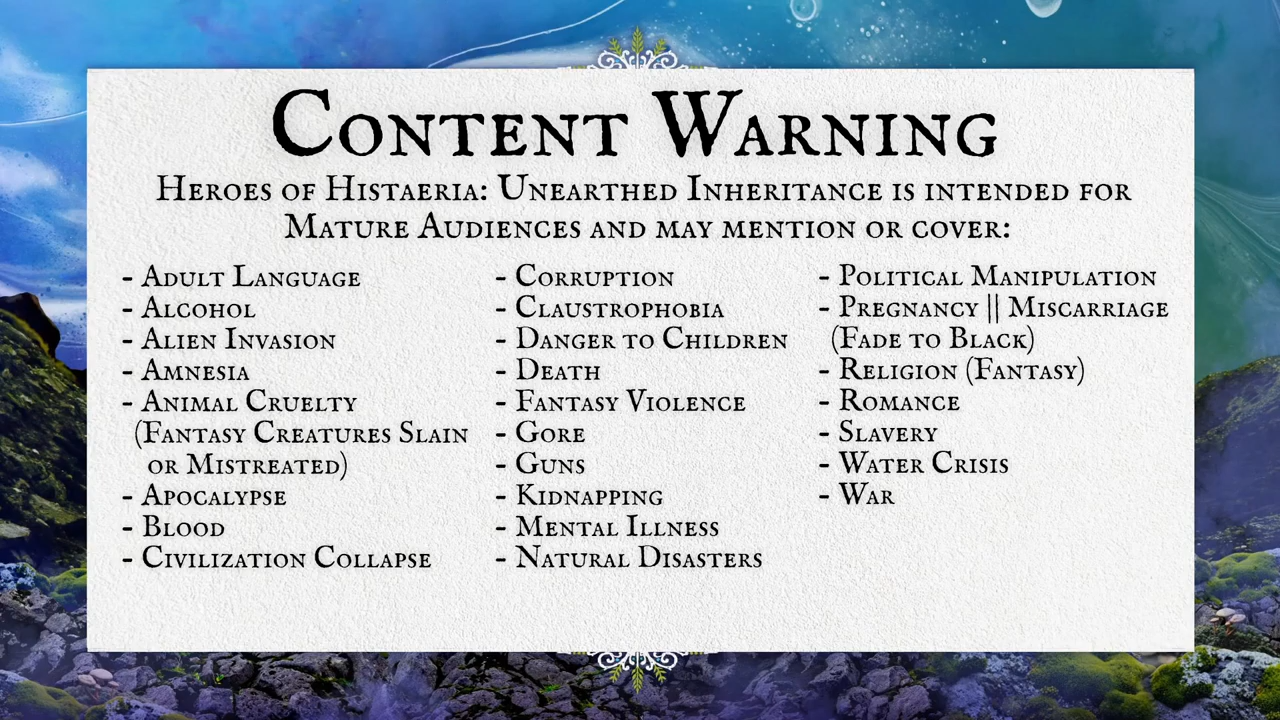 Content Warning
Heroes of Histaeria: Unearthed Inheritance is intended for
Mature Audiences and may mention or cover:
- Adult Language
- Alcohol
- Alien Invasion
- Amnesia
- Animal Cruelty
(Fantasy Creatures Slain
or Mistreated)
- Apocalypse
- Blood
- Civilization Collapse
- Corruption
- Claustrophobia
- Danger to Children
- Death
- Fantasy Violence
- Gore
- Guns
- Kidnapping
- Mental Illness
- Natural Disasters
- Political Manipulation
- Pregnancy || Miscarriage
(Fade to Black)
- Religion (Fantasy)
- Romance
- Slavery
- Water Crisis
- War